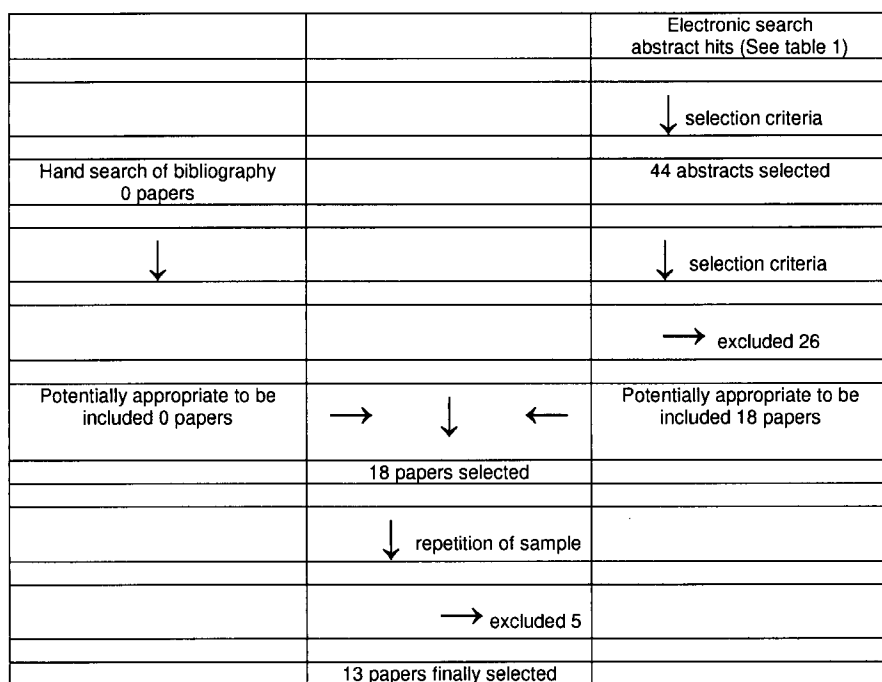 Electronic search
abstract hits (See table 1)
selection criteria
Hand search of bibliography
0 papers
44 abstracts selected
selection criteria
excluded 26
Potentially appropriate to be
included 0 papers
Potentially appropriate to be
included 18 papers
18 papers selected
repetition of sample
excluded 5
13 papers finally selected